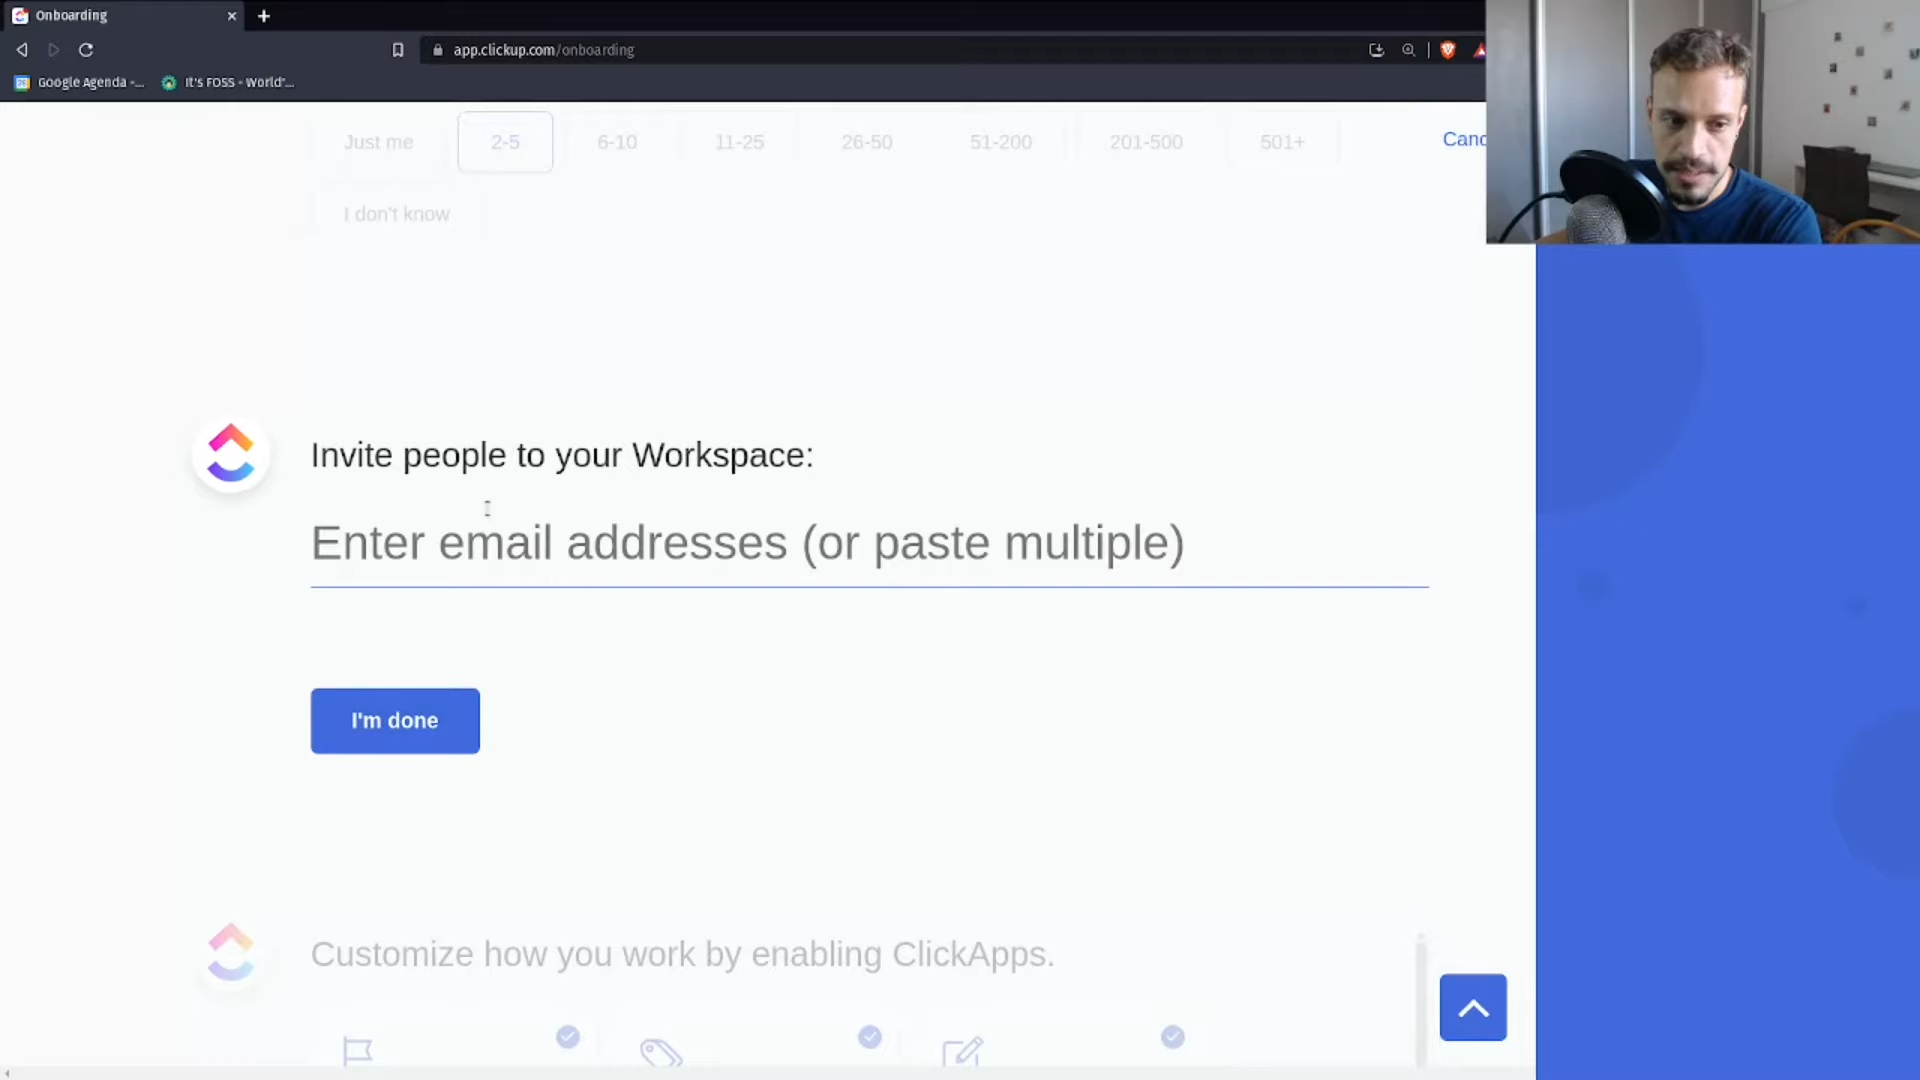 Onboarding
app.clickup.com/onboarding
Google Agenda -...
It's FOSS - World'...
Just me
2-5
6-10
11-25
26-50
51-200
201-500
501+
Canc
I don't know
Invite people to your Workspace:
Enter email addresses (or paste multiple)
I'm done
Customize how you work by enabling ClickApps.